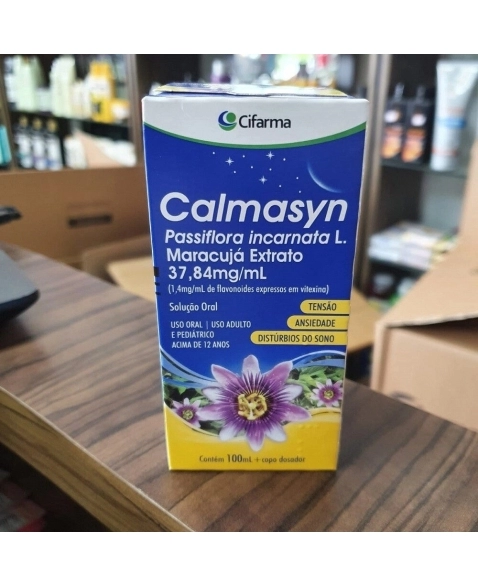 Cifarma
Calmasyn
Passiflora incarnata L.
Maracujá Extrato
37,84mg/mL
(1,4mg/mL de flavonoides expressos em vitexina)
Solução Oral
USO ORAL | USO ADULTO
E PEDIÁTRICO
ACIMA DE 12 ANOS
TENSÃO
ANSIEDADE
DISTÚRBIOS DO SONO
Contém 100mL + copo dosador